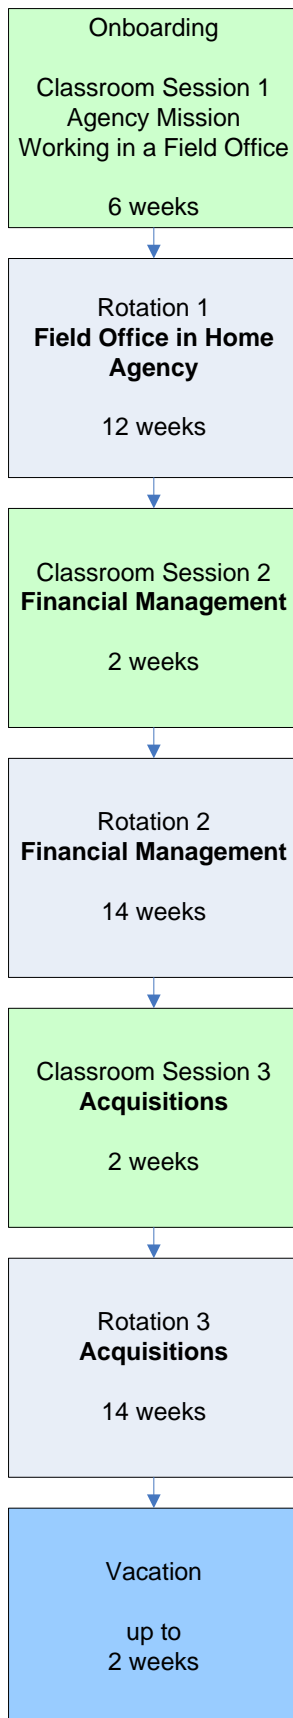 Onboarding
Classroom Session 1
Agency Mission
Working in a Field Office
6 weeks
Rotation 1
Field Office in Home
Agency
12 weeks
Classroom Session 2
Financial Management
2 weeks
Rotation 2
Financial Management
14 weeks
Classroom Session 3
Acquisitions
2 weeks
Rotation 3
Acquisitions
14 weeks
Vacation
up to
2 weeks